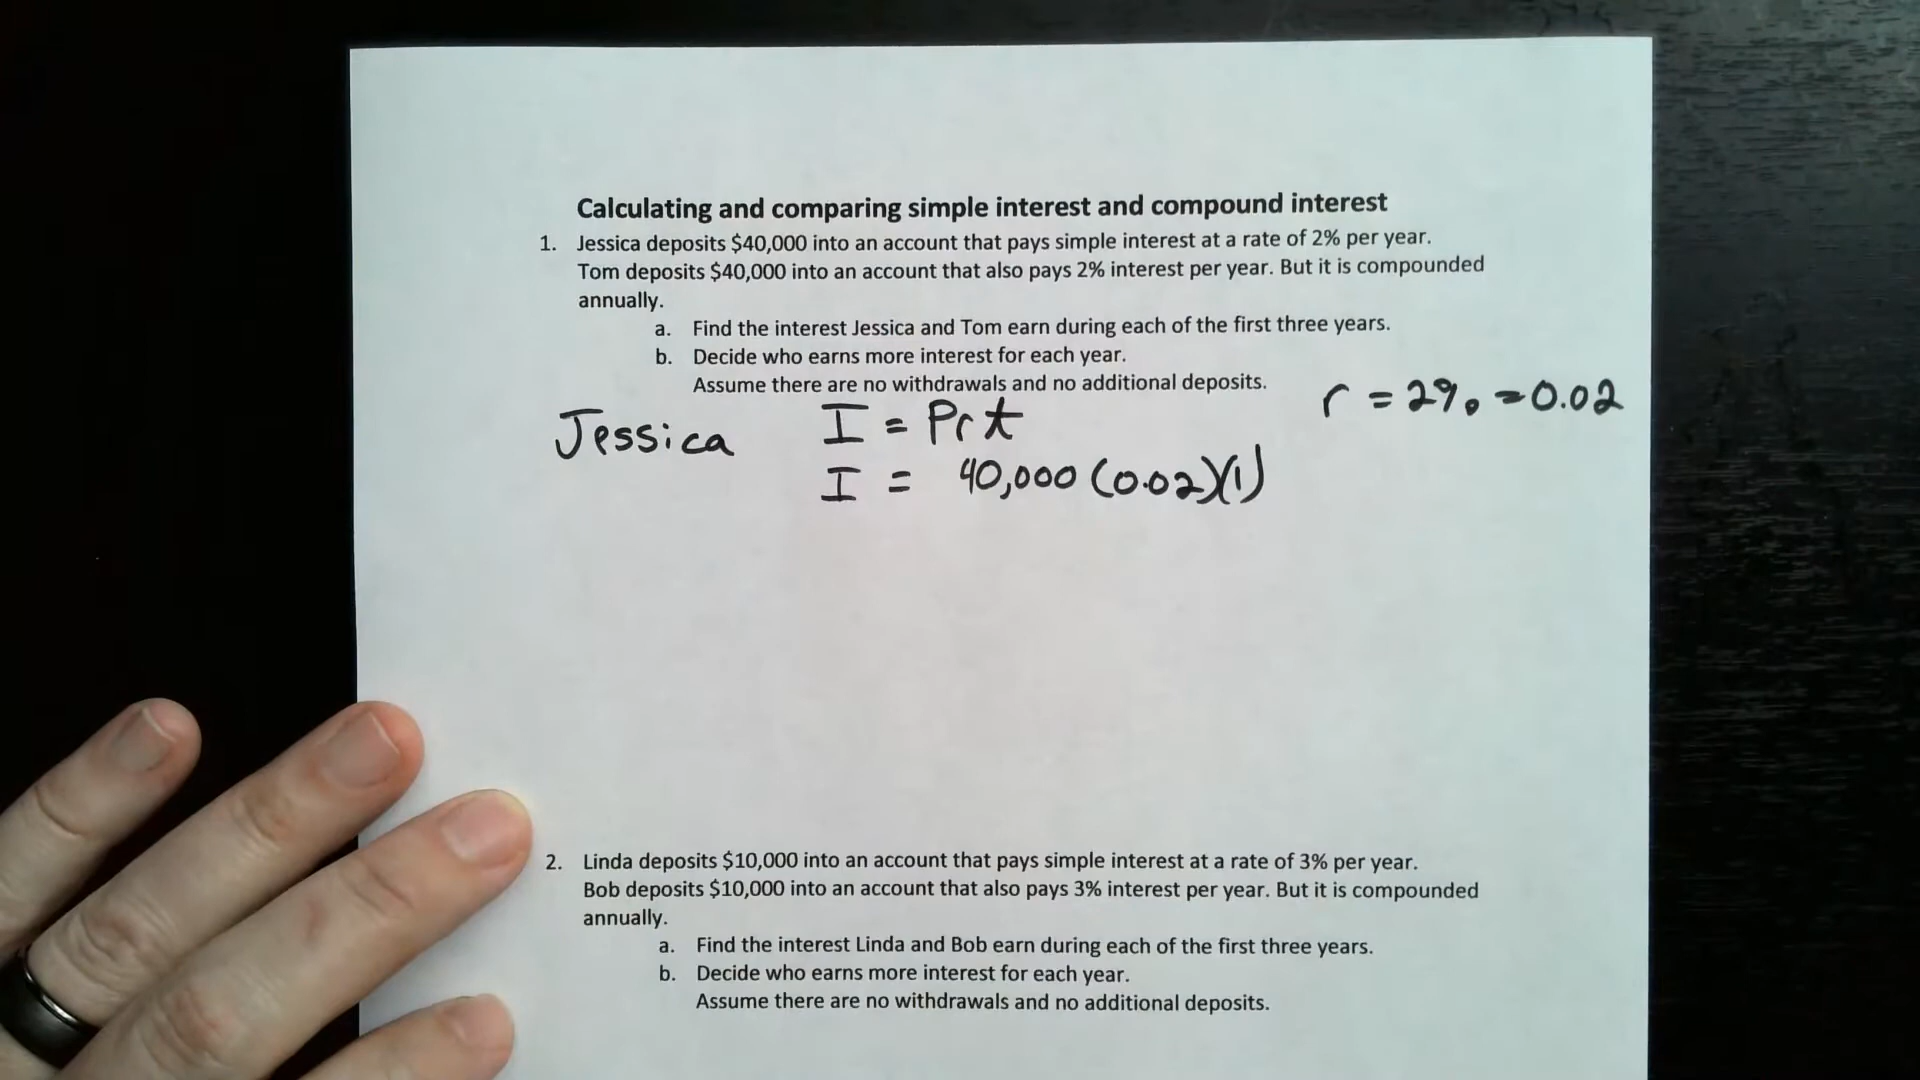 Calculating and comparing simple interest and compound interest
1. Jessica deposits $40,000 into an account that pays simple interest at a rate of 2% per year.
Tom deposits $40,000 into an account that also pays 2% interest per year. But it is compounded
annually.
a. Find the interest Jessica and Tom earn during each of the first three years.
b. Decide who earns more interest for each year.
Assume there are no withdrawals and no additional deposits.
r = 2% = 0.02
Jessica I = Prt
I = 40,000 (0.02)(1)
2. Linda deposits $10,000 into an account that pays simple interest at a rate of 3% per year.
Bob deposits $10,000 into an account that also pays 3% interest per year. But it is compounded
annually.
a. Find the interest Linda and Bob earn during each of the first three years.
b. Decide who earns more interest for each year.
Assume there are no withdrawals and no additional deposits.